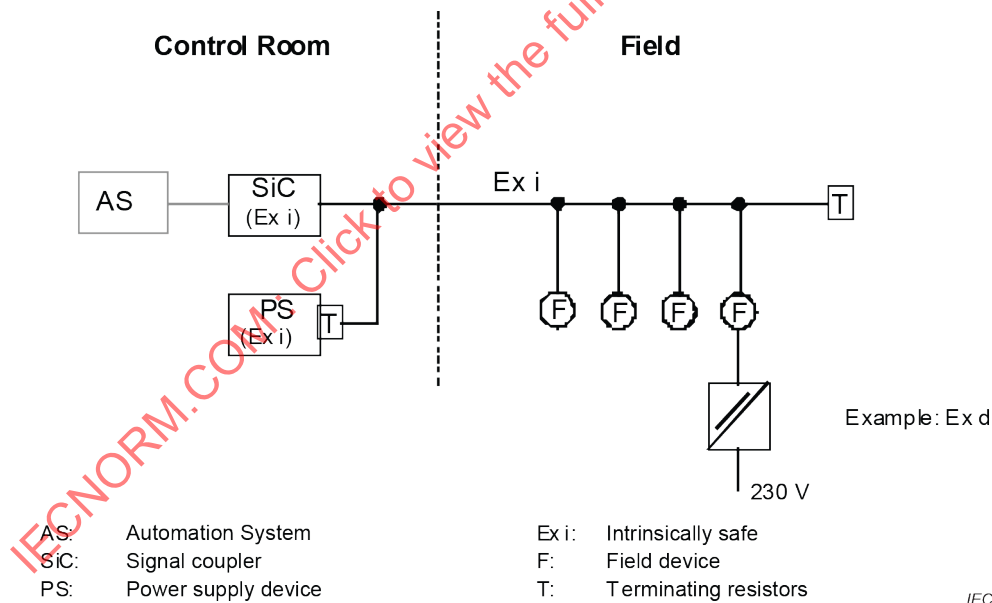 Control Room
Field
AS
SiC
(Ex i)
Ex i
T
PS
(Ex i)
T
F
F
F
F
Example: Ex d
230 V
AS: Automation System
SiC: Signal coupler
PS: Power supply device
Ex i: Intrinsically safe
F: Field device
T: Terminating resistors
IEC
IECNORM.COM : Click to view the full